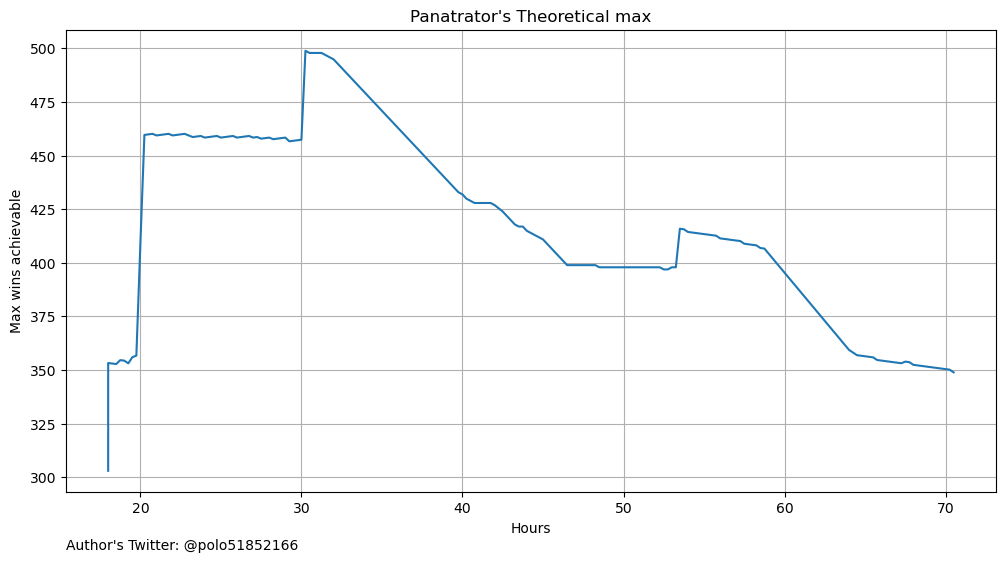 Panatrator's Theoretical max
Max wins achievable
500
475
450
425
400
375
350
325
300
20 30 40 50 60 70
Hours
Author's Twitter: @polo51852166